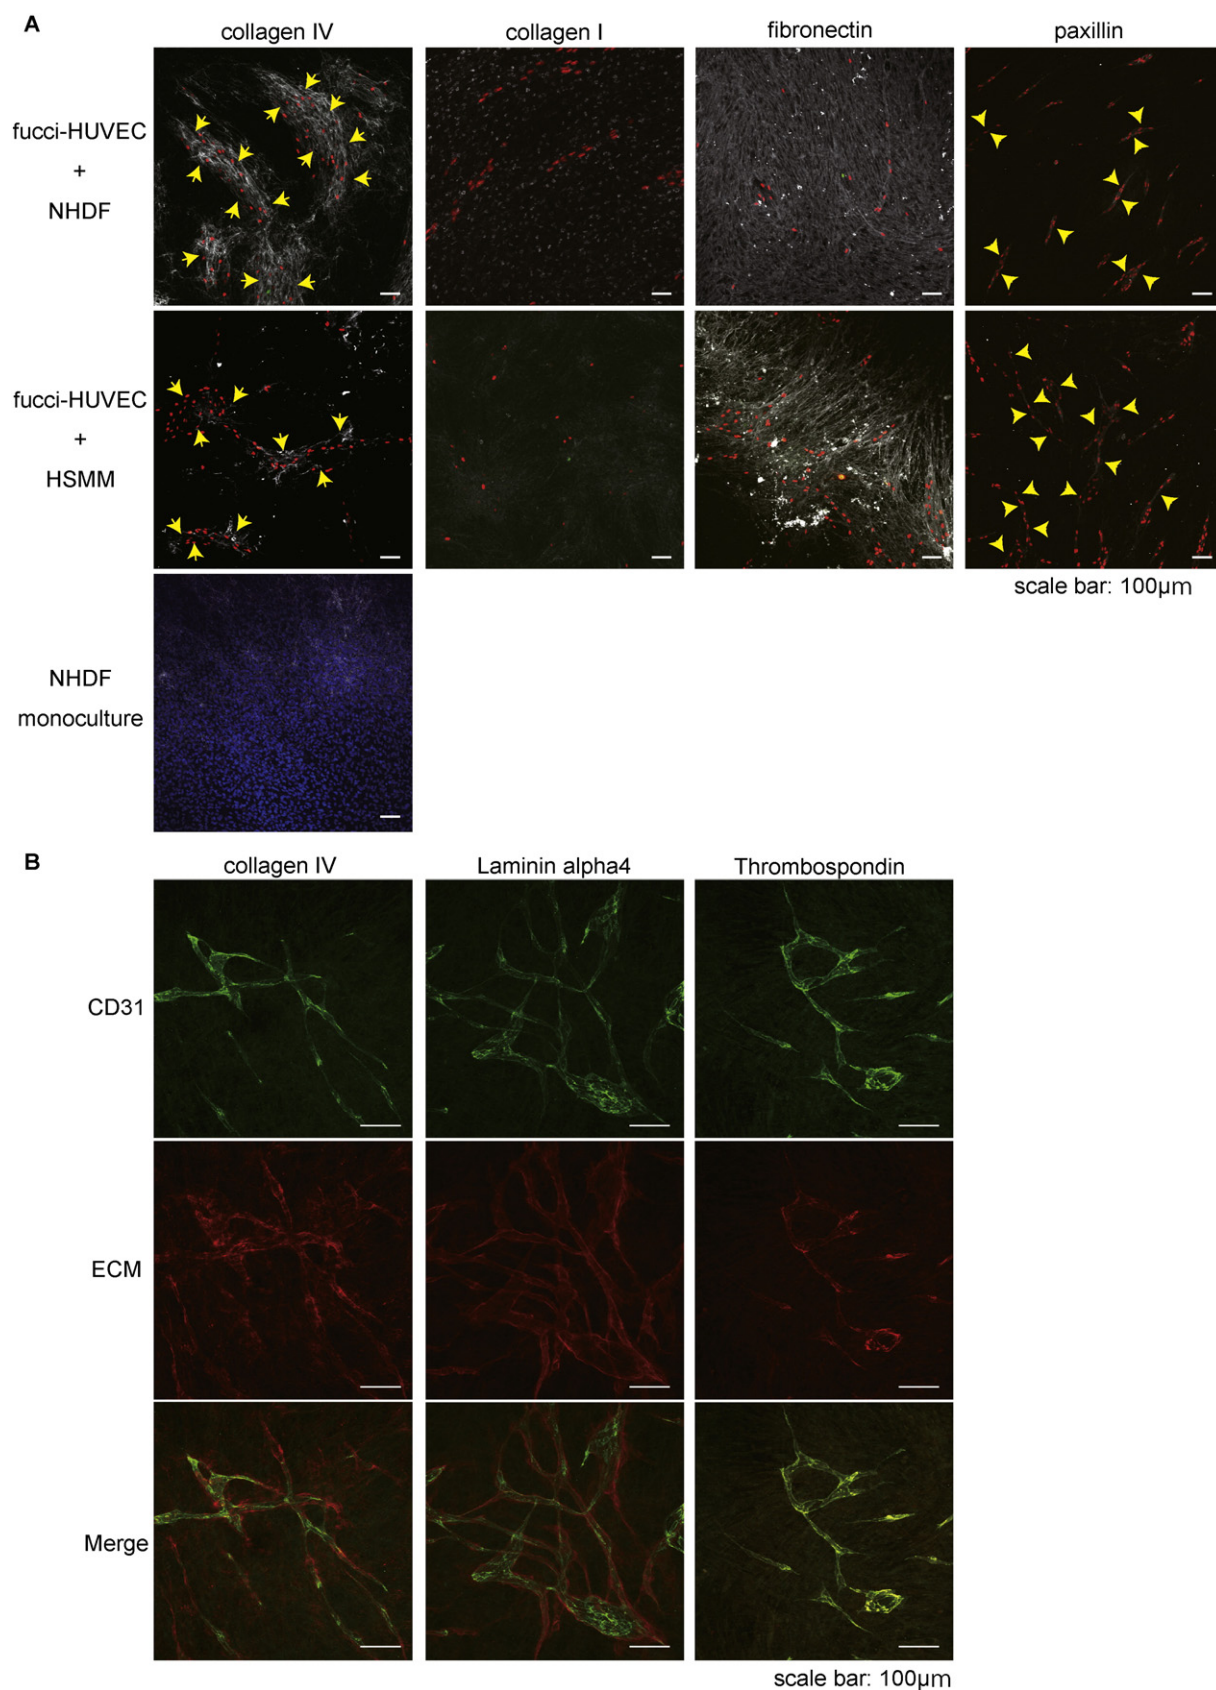 A
collagen IV collagen I fibronectin paxillin
fucci-HUVEC
+
NHDF
fucci-HUVEC
+
HSMM
scale bar: 100µm
NHDF
monoculture
B
collagen IV Laminin alpha4 Thrombospondin
CD31
ECM
Merge
scale bar: 100µm